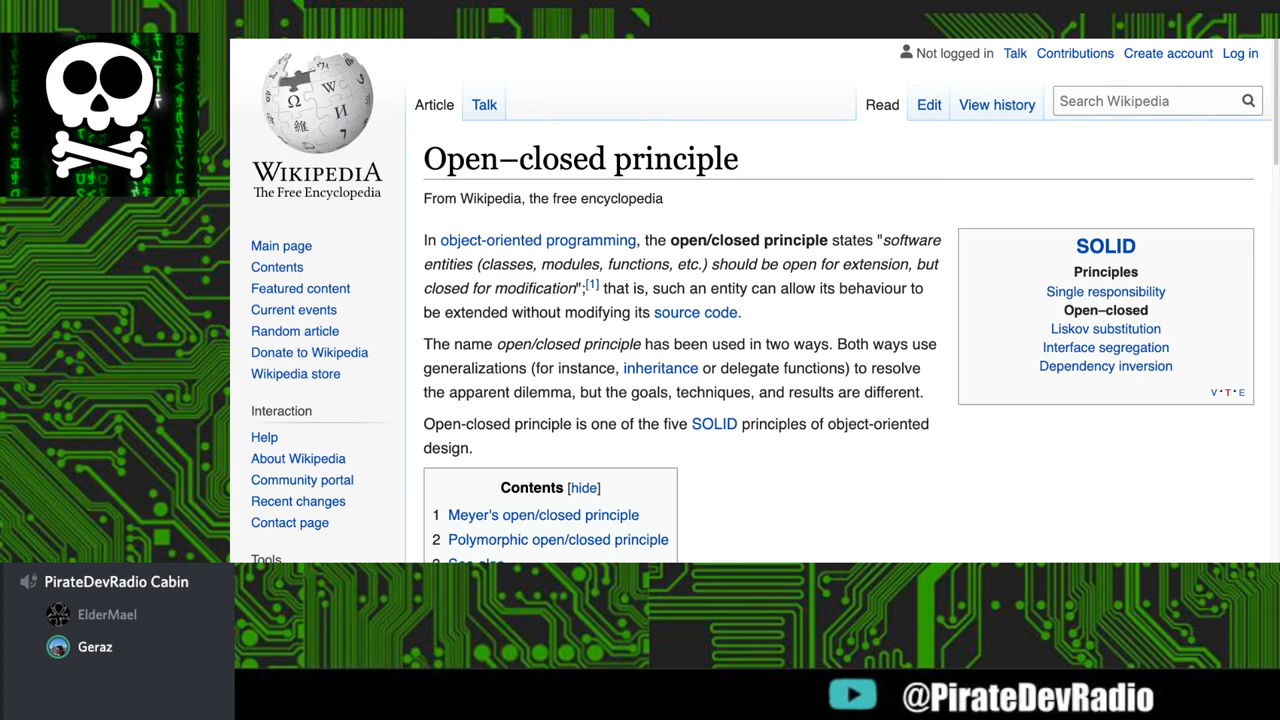 Not logged in Talk Contributions Create account Log in
Article Talk Read Edit View history Search Wikipedia
WIKIPEDIA
The Free Encyclopedia
Main page
Contents
Featured content
Current events
Random article
Donate to Wikipedia
Wikipedia store
Interaction
Help
About Wikipedia
Community portal
Recent changes
Contact page
Tools
Open–closed principle
From Wikipedia, the free encyclopedia
In object-oriented programming, the open/closed principle states "software
entities (classes, modules, functions, etc.) should be open for extension, but
closed for modification";[1] that is, such an entity can allow its behaviour to
be extended without modifying its source code.
The name open/closed principle has been used in two ways. Both ways use
generalizations (for instance, inheritance or delegate functions) to resolve
the apparent dilemma, but the goals, techniques, and results are different.
Open-closed principle is one of the five SOLID principles of object-oriented
design.
Contents [hide]
1 Meyer's open/closed principle
2 Polymorphic open/closed principle
3 See also
SOLID
Principles
Single responsibility
Open–closed
Liskov substitution
Interface segregation
Dependency inversion
V·T·E
PirateDevRadio Cabin
ElderMael
Geraz
@PirateDevRadio